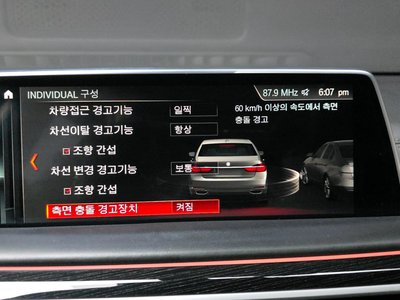 INDIVIDUAL 구성
87.9 MHz 6:07 pm
차량접근 경고기능 일찍
차선이탈 경고기능 항상
조향 간섭
차선 변경 경고기능 보통
조향 간섭
측면 충돌 경고장치 켜짐
60 km/h 이상의 속도에서 측면
충돌 경고